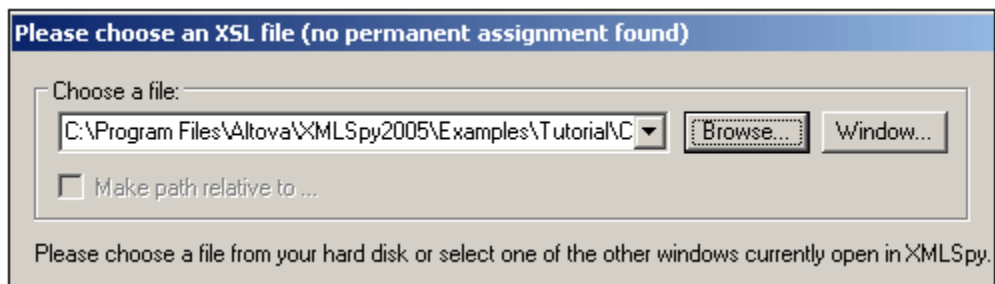 Please choose an XSL file (no permanent assignment found)
Choose a file:
C:\Program Files\Altova\XMLSpy2005\Examples\Tutorial\C
Browse...
Window...
Make path relative to ...
Please choose a file from your hard disk or select one of the other windows currently open in XMLSpy.